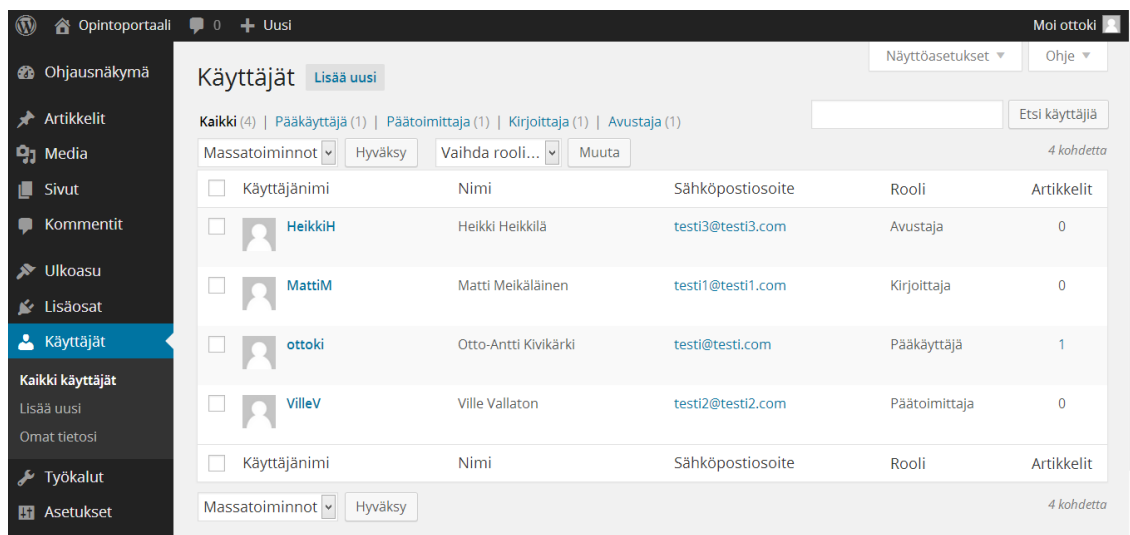 Opintoportaali 0 + Uusi Moi ottoki
Ohjausnäkymä
Artikkelit
Media
Sivut
Kommentit
Ulkoasu
Lisäosat
Käyttäjät
Kaikki käyttäjät
Lisää uusi
Omat tietosi
Työkalut
Asetukset
Näyttöasetukset Ohje
Käyttäjät Lisää uusi
Kaikki (4) | Pääkäyttäjä (1) | Päätoimittaja (1) | Kirjoittaja (1) | Avustaja (1) Etsi käyttäjiä
Massatoiminnot Hyväksy Vaihda rooli... Muuta 4 kohdetta
Käyttäjänimi Nimi Sähköpostiosoite Rooli Artikkelit
HeikkiH Heikki Heikkilä testi3@testi3.com Avustaja 0
MattiM Matti Meikäläinen testi1@testi1.com Kirjoittaja 0
ottoki Otto-Antti Kivikärki testi@testi.com Pääkäyttäjä 1
VilleV Ville Vallaton testi2@testi2.com Päätoimittaja 0
Käyttäjänimi Nimi Sähköpostiosoite Rooli Artikkelit
Massatoiminnot Hyväksy 4 kohdetta